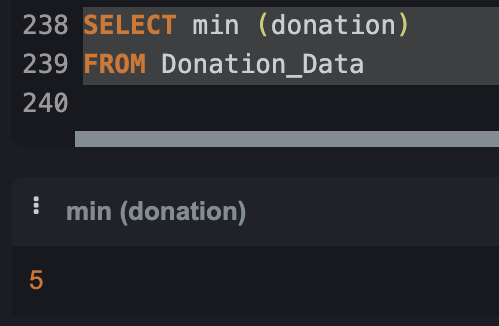 238 SELECT min (donation)
239 FROM Donation_Data
240
min (donation)
5